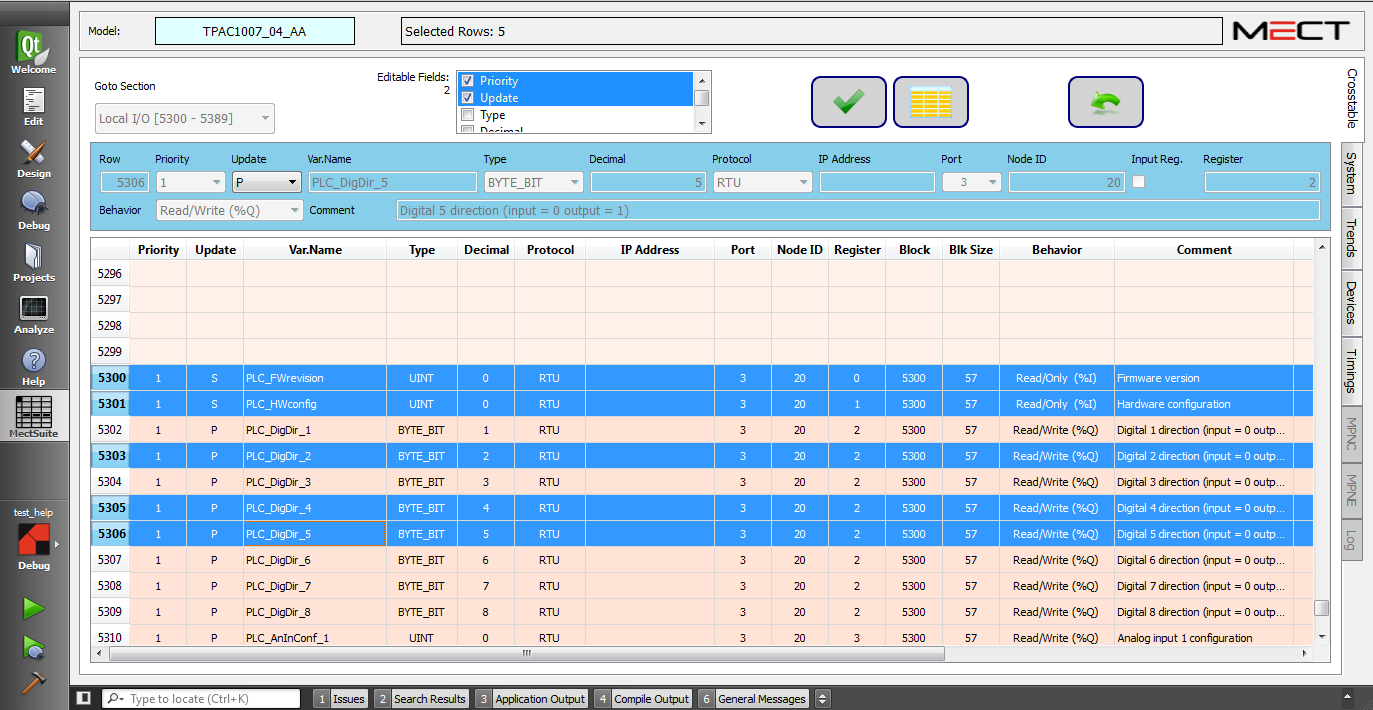 Model:
TPAC1007_04_AA
Selected Rows: 5
MECT
Qt
Welcome
Edit
Design
Debug
Projects
Analyze
Help
MectSuite
test_help
Debug
Goto Section
Local I/O [5300 - 5389]
Editable Fields:
2
Priority
Update
Type
Decimal
Crosstable
System
Trends
Devices
Timings
MPNC
MPNE
Log
Row Priority Update Var.Name Type Decimal Protocol IP Address Port Node ID Input Reg. Register
5306 1 P PLC_DigDir_5 BYTE_BIT 5 RTU 3 20 2
Behavior Read/Write (%Q) Comment Digital 5 direction (input = 0 output = 1)
Priority Update Var.Name Type Decimal Protocol IP Address Port Node ID Register Block Blk Size Behavior Comment
5296
5297
5298
5299
5300 1 S PLC_FWrevision UINT 0 RTU 3 20 0 5300 57 Read/Only (%I) Firmware version
5301 1 S PLC_HWconfig UINT 0 RTU 3 20 1 5300 57 Read/Only (%I) Hardware configuration
5302 1 P PLC_DigDir_1 BYTE_BIT 1 RTU 3 20 2 5300 57 Read/Write (%Q) Digital 1 direction (input = 0 outp...
5303 1 P PLC_DigDir_2 BYTE_BIT 2 RTU 3 20 2 5300 57 Read/Write (%Q) Digital 2 direction (input = 0 outp...
5304 1 P PLC_DigDir_3 BYTE_BIT 3 RTU 3 20 2 5300 57 Read/Write (%Q) Digital 3 direction (input = 0 outp...
5305 1 P PLC_DigDir_4 BYTE_BIT 4 RTU 3 20 2 5300 57 Read/Write (%Q) Digital 4 direction (input = 0 outp...
5306 1 P PLC_DigDir_5 BYTE_BIT 5 RTU 3 20 2 5300 57 Read/Write (%Q) Digital 5 direction (input = 0 outp...
5307 1 P PLC_DigDir_6 BYTE_BIT 6 RTU 3 20 2 5300 57 Read/Write (%Q) Digital 6 direction (input = 0 outp...
5308 1 P PLC_DigDir_7 BYTE_BIT 7 RTU 3 20 2 5300 57 Read/Write (%Q) Digital 7 direction (input = 0 outp...
5309 1 P PLC_DigDir_8 BYTE_BIT 8 RTU 3 20 2 5300 57 Read/Write (%Q) Digital 8 direction (input = 0 outp...
5310 1 P PLC_AnInConf_1 UINT 0 RTU 3 20 3 5300 57 Read/Write (%Q) Analog input 1 configuration
Type to locate (Ctrl+K) 1 Issues 2 Search Results 3 Application Output 4 Compile Output 6 General Messages